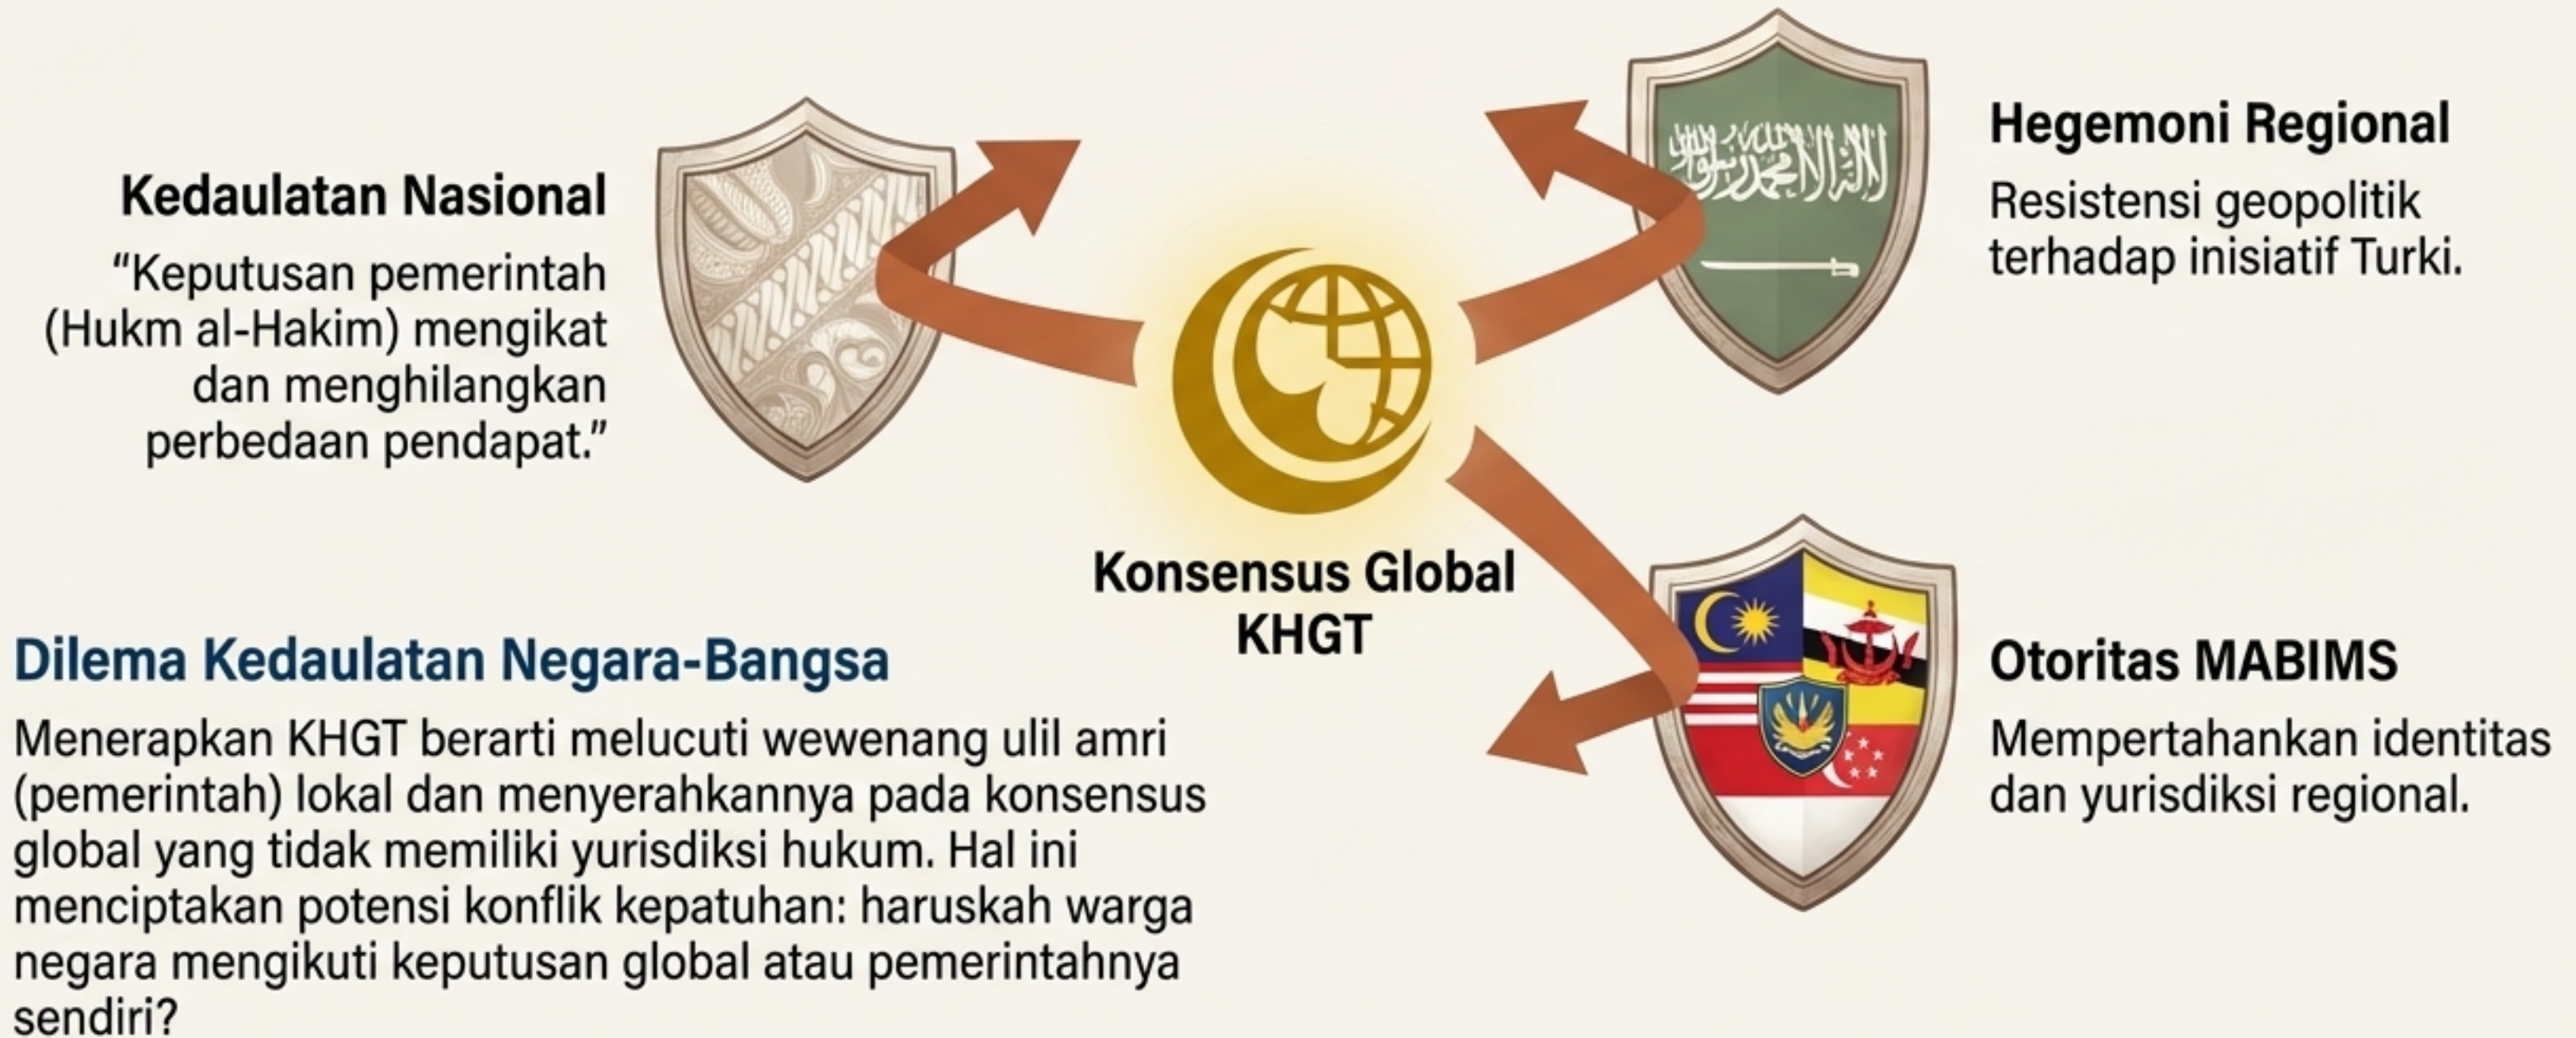 Kedaulatan Nasional
“Keputusan pemerintah
(Hukm al-Hakim) mengikat
dan menghilangkan
perbedaan pendapat.”
Hegemoni Regional
Resistensi geopolitik
terhadap inisiatif Turki.
Konsensus Global
KHGT
Otoritas MABIMS
Mempertahankan identitas
dan yurisdiksi regional.
Dilema Kedaulatan Negara-Bangsa
Menerapkan KHGT berarti melucuti wewenang ulil amri
(pemerintah) lokal dan menyerahkannya pada konsensus
global yang tidak memiliki yurisdiksi hukum. Hal ini
menciptakan potensi konflik kepatuhan: haruskah warga
negara mengikuti keputusan global atau pemerintahnya
sendiri?